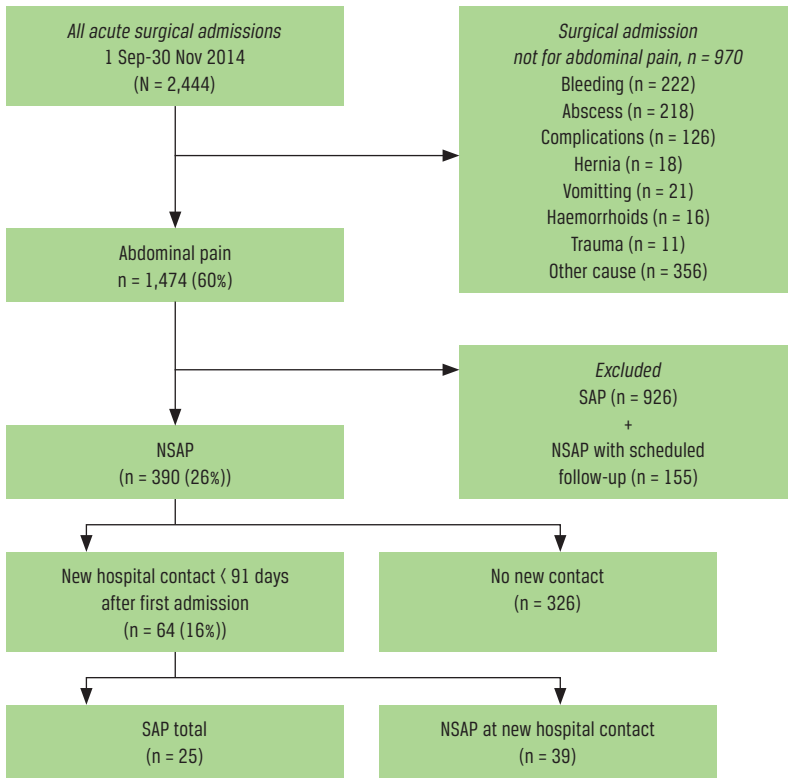 All acute surgical admissions
1 Sep-30 Nov 2014
(N = 2,444)
Surgical admission
not for abdominal pain, n = 970
Bleeding (n = 222)
Abscess (n = 218)
Complications (n = 126)
Hernia (n = 18)
Vomitting (n = 21)
Haemorrhoids (n = 16)
Trauma (n = 11)
Other cause (n = 356)
Abdominal pain
n = 1,474 (60%)
Excluded
SAP (n = 926)
+
NSAP with scheduled
follow-up (n = 155)
NSAP
(n = 390 (26%))
New hospital contact < 91 days
after first admission
(n = 64 (16%))
No new contact
(n = 326)
SAP total
(n = 25)
NSAP at new hospital contact
(n = 39)